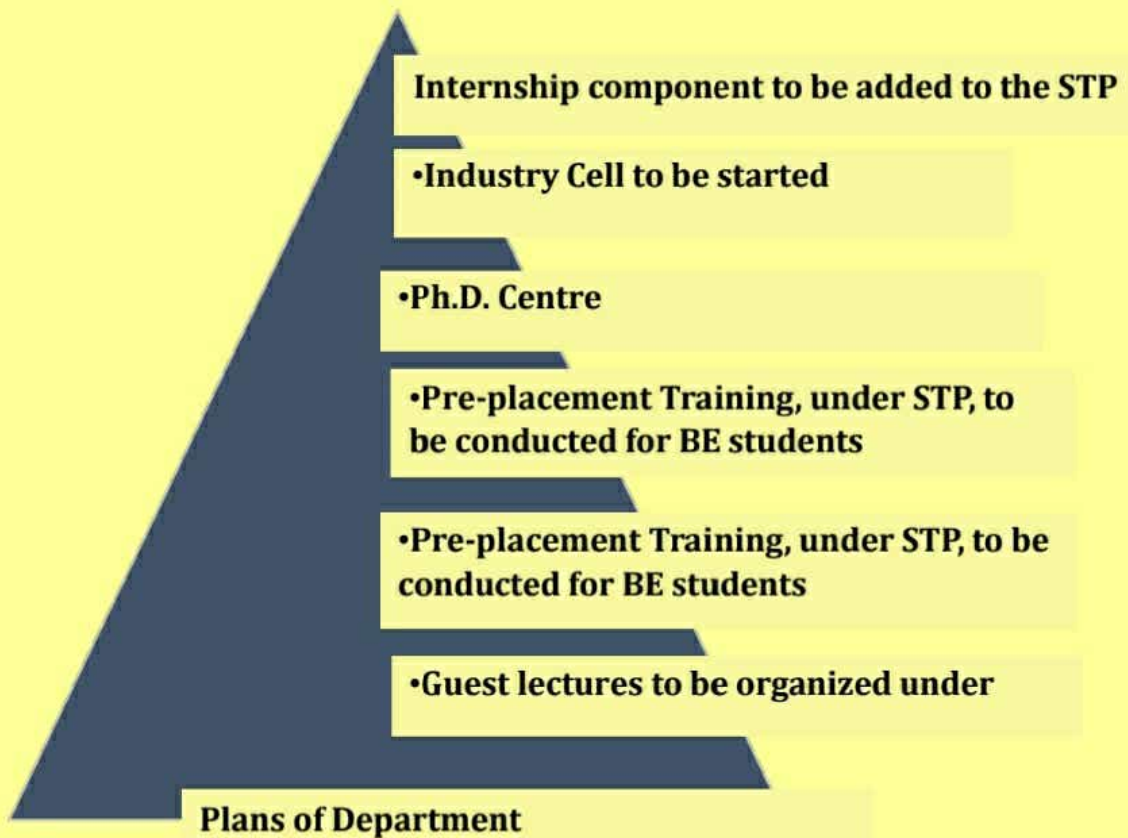 Internship component to be added to the STP
•Industry Cell to be started
•Ph.D. Centre
•Pre-placement Training, under STP, to
be conducted for BE students
•Pre-placement Training, under STP, to be
conducted for BE students
•Guest lectures to be organized under
Plans of Department